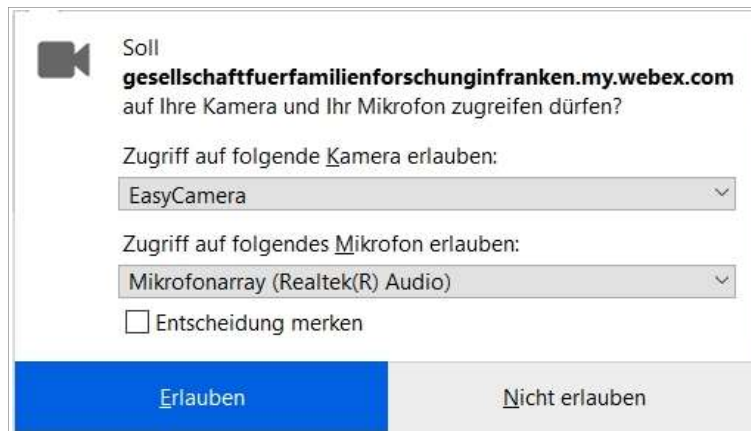 Soll
gesellschaftfuerfamilienforschunginfranken.my.webex.com
auf Ihre Kamera und Ihr Mikrofon zugreifen dürfen?
Zugriff auf folgende Kamera erlauben:
EasyCamera
Zugriff auf folgendes Mikrofon erlauben:
Mikrofonarray (Realtek(R) Audio)
Entscheidung merken
Erlauben
Nicht erlauben